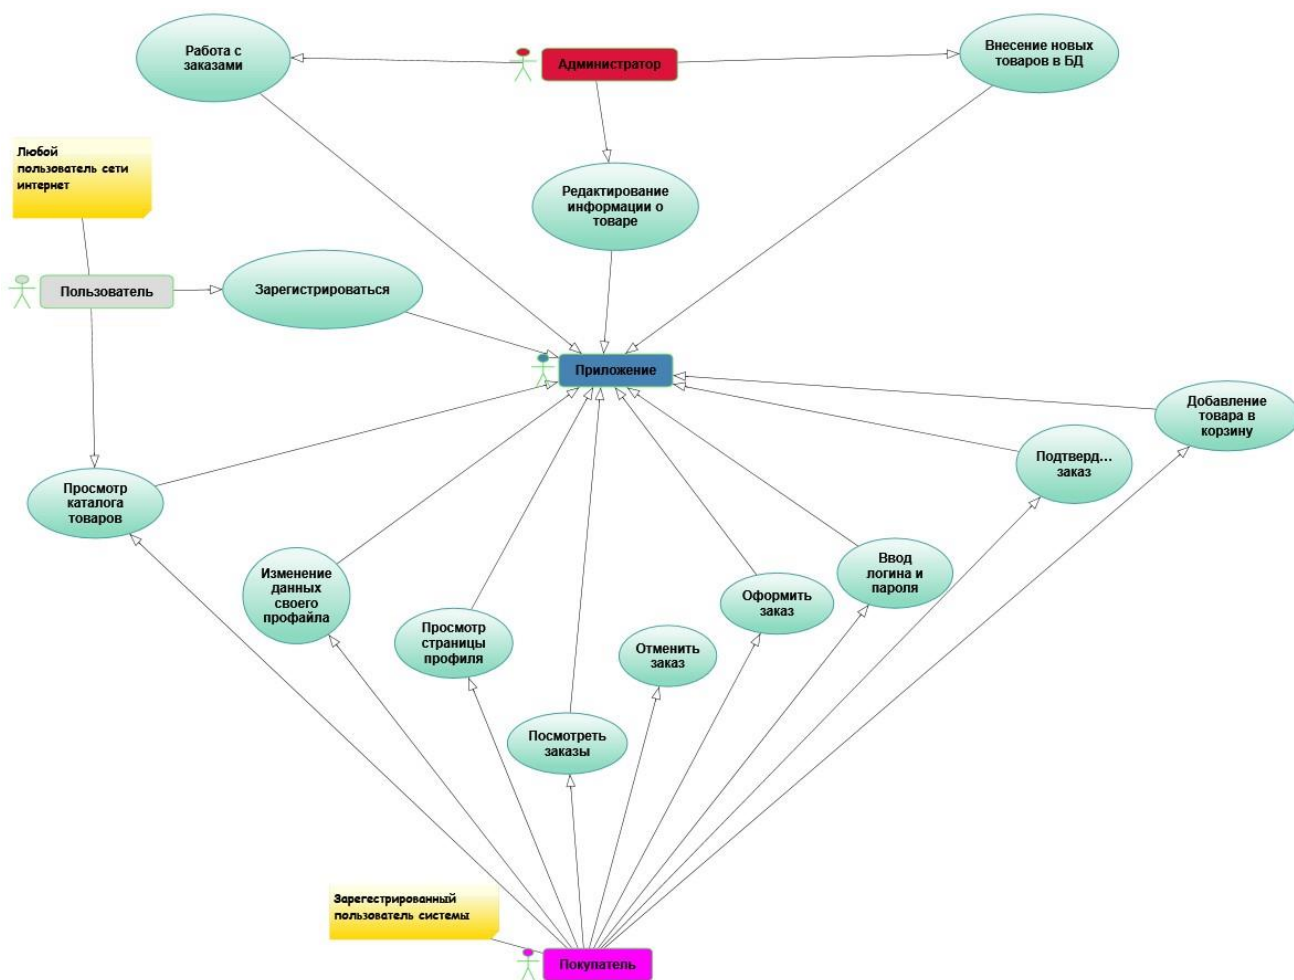 Работа с
заказами
Администратор
Внесение новых
товаров в БД
Любой
пользователь сети
интернет
Редактирование
информации о
товаре
Пользователь
Зарегистрироваться
Приложение
Добавление
товара в
корзину
Подтверд...
заказ
Просмотр
каталога
товаров
Изменение
данных
своего
профайла
Ввод
логина и
пароля
Оформить
заказ
Просмотр
страницы
профиля
Отменить
заказ
Посмотреть
заказы
Зарегестрированный
пользователь системы
Покупатель